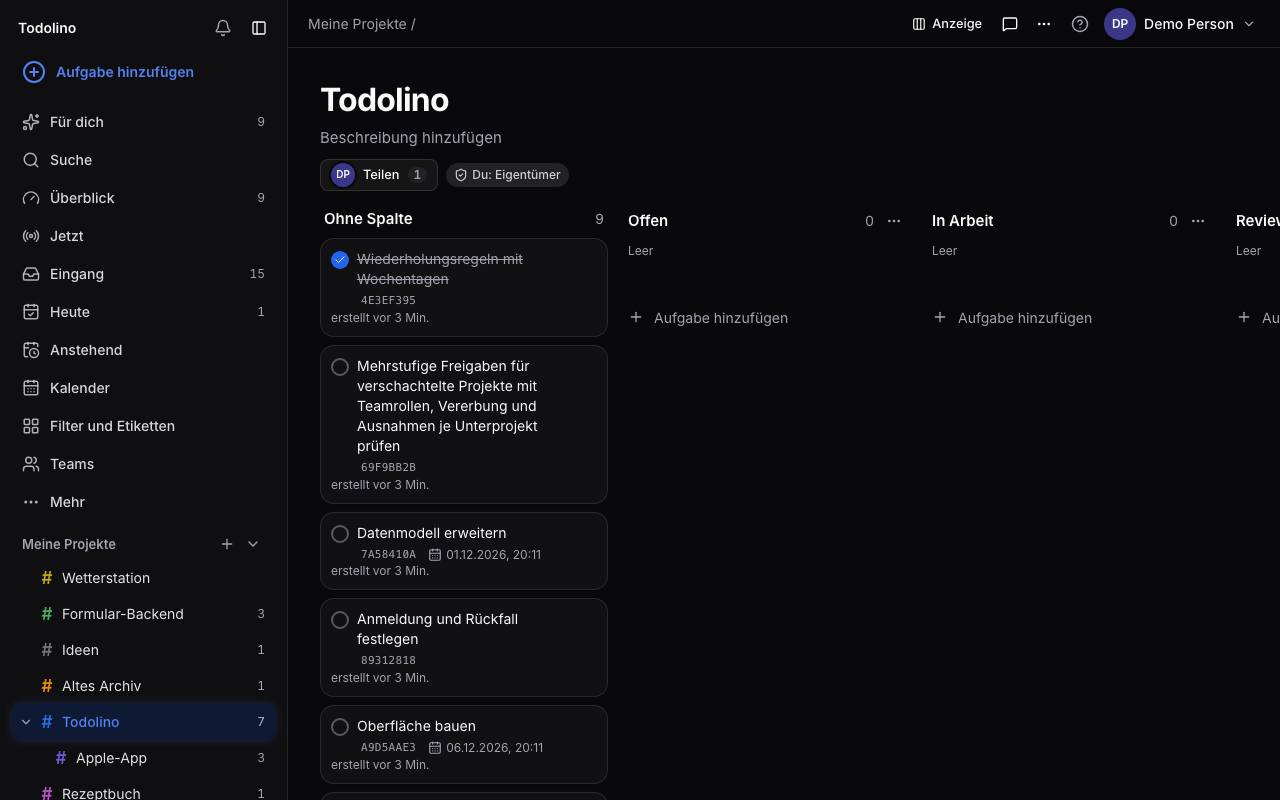 Todolino
Aufgabe hinzufügen
Für dich 9
Suche
Überblick 9
Jetzt
Eingang 15
Heute 1
Anstehend
Kalender
Filter und Etiketten
Teams
Mehr
Meine Projekte
# Wetterstation
# Formular-Backend 3
# Ideen 1
# Altes Archiv 1
# Todolino 7
# Apple-App 3
# Rezeptbuch 1
Meine Projekte /
Anzeige
DP Demo Person
Todolino
Beschreibung hinzufügen
DP Teilen 1
Du: Eigentümer
Ohne Spalte 9
Wiederholungsregeln mit
Wochentagen
4E3EF395
erstellt vor 3 Min.
Mehrstufige Freigaben für
verschachtelte Projekte mit
Teamrollen, Vererbung und
Ausnahmen je Unterprojekt
prüfen
69F9BB2B
erstellt vor 3 Min.
Datenmodell erweitern
7A58410A 01.12.2026, 20:11
erstellt vor 3 Min.
Anmeldung und Rückfall
festlegen
89312818
erstellt vor 3 Min.
Oberfläche bauen
A9D5AAE3 06.12.2026, 20:11
erstellt vor 3 Min.
Offen 0
Leer
Aufgabe hinzufügen
In Arbeit 0
Leer
Aufgabe hinzufügen
Review
Leer
Au